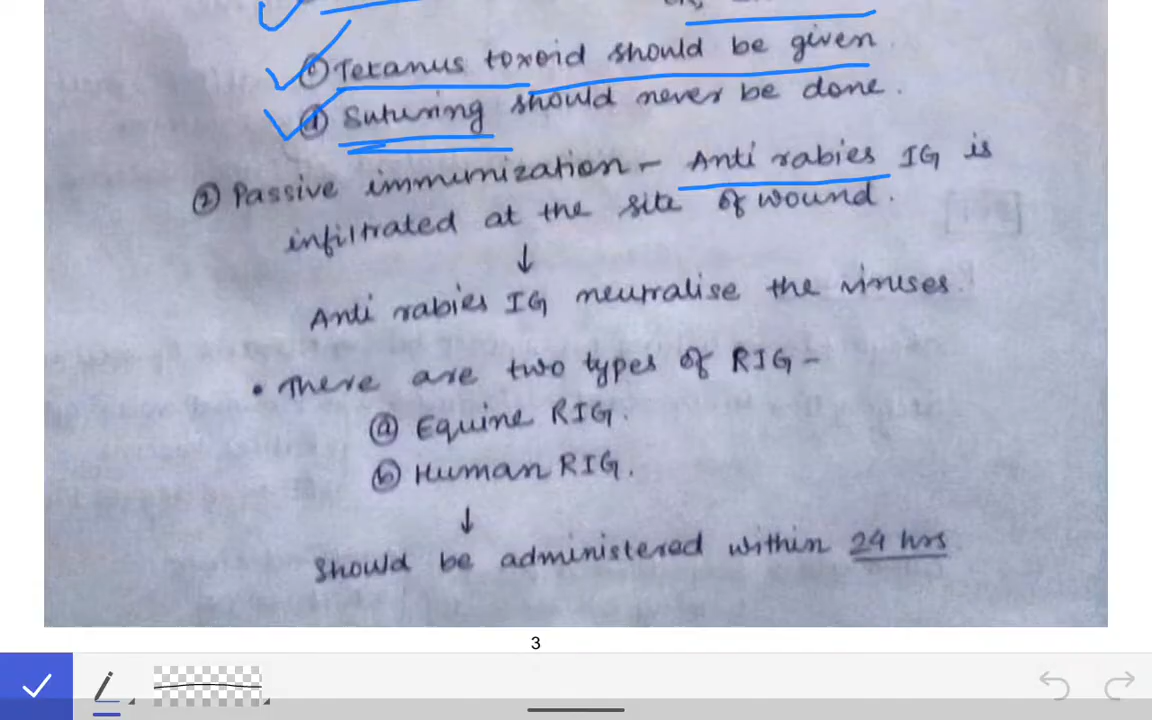 ⓒ Tetanus toxoid should be given
ⓓ Suturing should never be done.
② Passive immunization - Anti rabies IG is
infiltrated at the site of wound.
↓
Anti rabies IG neutralise the viruses.
• There are two types of RIG -
ⓐ Equine RIG.
ⓑ Human RIG.
↓
Should be administered within 24 hrs
3